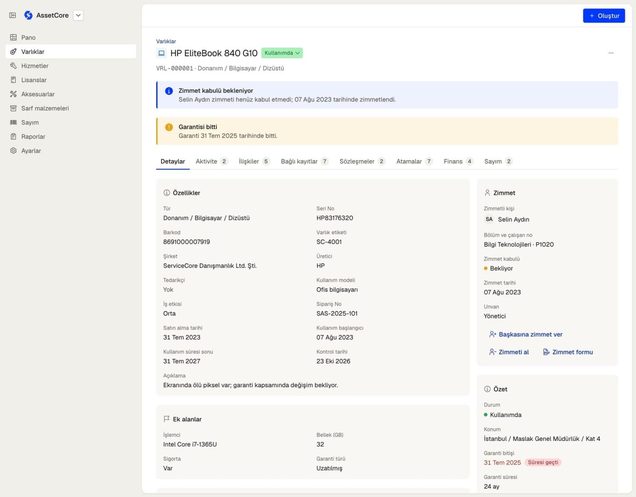 AssetCore
+ Oluştur
Pano
Varlıklar
Hizmetler
Lisanslar
Aksesuarlar
Sarf malzemeleri
Sayım
Raporlar
Ayarlar
Varlıklar
HP EliteBook 840 G10 Kullanımda
VRL-000001 · Donanım / Bilgisayar / Dizüstü
Zimmet kabulü bekleniyor
Selin Aydın zimmeti henüz kabul etmedi; 07 Ağu 2023 tarihinde zimmetlendi.
Garantisi bitti
Garanti 31 Tem 2025 tarihinde bitti.
Detaylar Aktivite 2 İlişkiler 5 Bağlı kayıtlar 7 Sözleşmeler 2 Atamalar 7 Finans 4 Sayım 2
Özellikler
Tür Seri No
Donanım / Bilgisayar / Dizüstü HP83176320
Barkod Varlık etiketi
8691000007919 SC-4001
Şirket Üretici
ServiceCore Danışmanlık Ltd. Şti. HP
Tedarikçi Kullanım modeli
Yok Ofis bilgisayarı
İş etkisi Sipariş No
Orta SAS-2025-101
Satın alma tarihi Kullanım başlangıcı
31 Tem 2023 07 Ağu 2023
Kullanım süresi sonu Kontrol tarihi
31 Tem 2027 23 Eki 2026
Açıklama
Ekranında ölü piksel var; garanti kapsamında değişim bekliyor.
Ek alanlar
İşlemci Bellek (GB)
Intel Core i7-1365U 32
Sigorta Garanti türü
Var Uzatılmış
Zimmet
Zimmetli kişi
SA Selin Aydın
Bölüm ve çalışan no
Bilgi Teknolojileri · P1020
Zimmet kabulü
Bekliyor
Zimmet tarihi
07 Ağu 2023
Unvan
Yönetici
Başkasına zimmet ver
Zimmeti al Zimmet formu
Özet
Durum
Kullanımda
Konum
İstanbul / Maslak Genel Müdürlük / Kat 4
Garanti bitişi
31 Tem 2025 Süresi geçti
Garanti süresi
24 ay